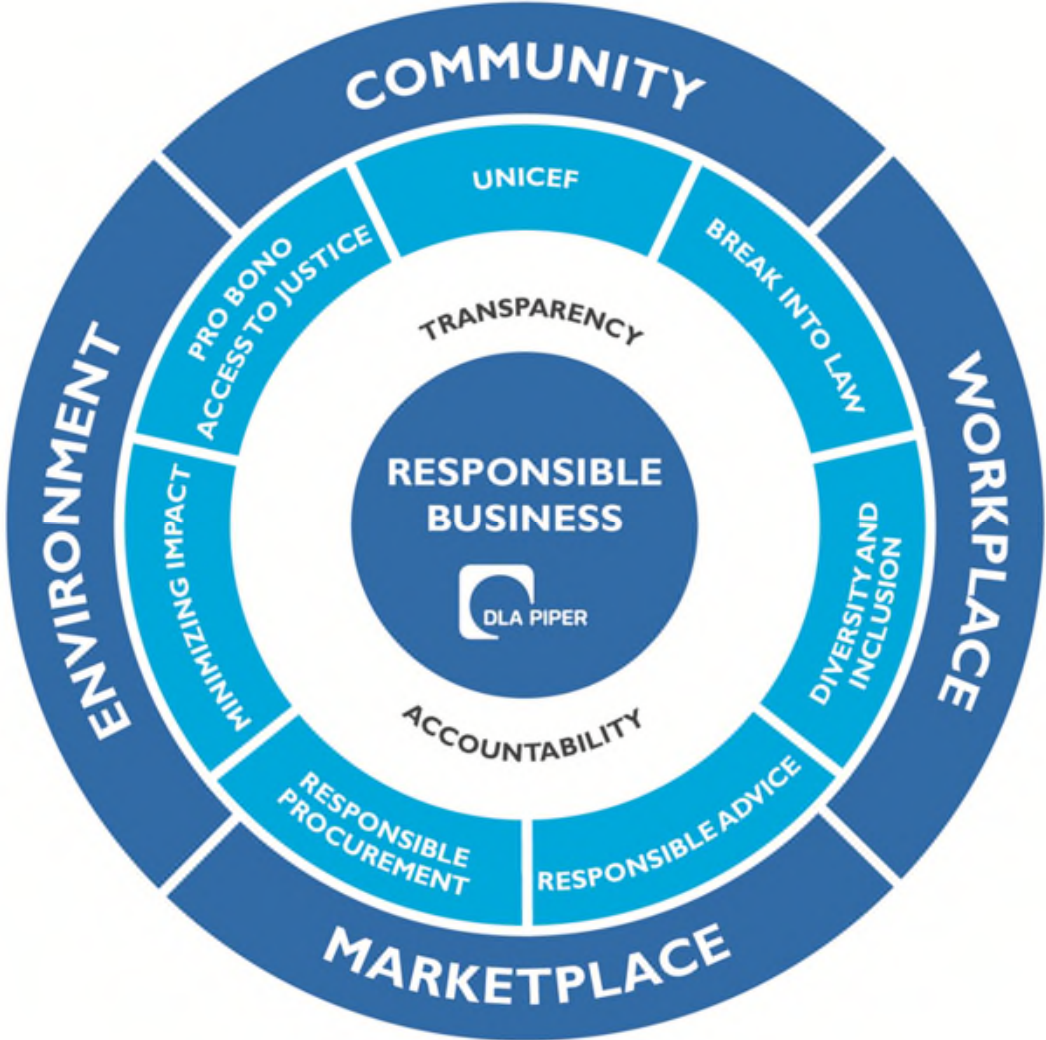 COMMUNITY
WORKPLACE
MARKETPLACE
ENVIRONMENT
UNICEF
BREAK INTO LAW
DIVERSITY AND
INCLUSION
RESPONSIBLE ADVICE
RESPONSIBLE
PROCUREMENT
MINIMIZING IMPACT
PRO BONO
ACCESS TO JUSTICE
TRANSPARENCY
RESPONSIBLE
BUSINESS
DLA PIPER
ACCOUNTABILITY